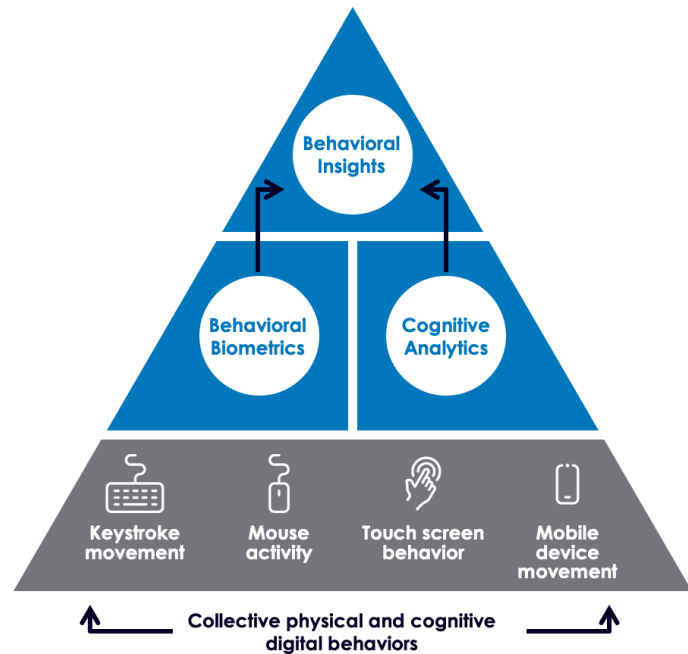 Behavioral
Insights
Behavioral
Biometrics
Cognitive
Analytics
Keystroke
movement
Mouse
activity
Touch screen
behavior
Mobile
device
movement
Collective physical and cognitive
digital behaviors